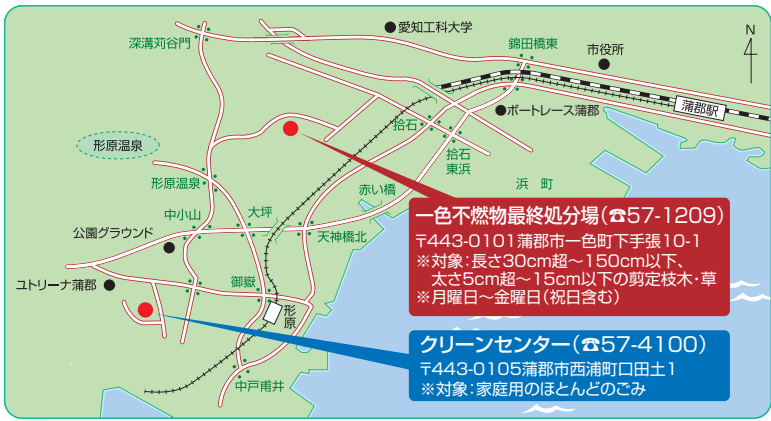 愛知工科大学
深溝苅谷門
錦田橋東
市役所
N
蒲郡駅
ボートレース蒲郡
拾石
形原温泉
拾石
東浜
形原温泉
赤い橋
浜町
中小山
大坪
公園グラウンド
天神橋北
ユトリーナ蒲郡
御嶽
形原
中戸甫井
一色不燃物最終処分場(☎57-1209)
〒443-0101蒲郡市一色町下手張10-1
※対象:長さ30cm超～150cm以下、
太さ5cm超～15cm以下の剪定枝木・草
※月曜日～金曜日(祝日含む)
クリーンセンター(☎57-4100)
〒443-0105蒲郡市西浦町口田土1
※対象:家庭用のほとんどのごみ